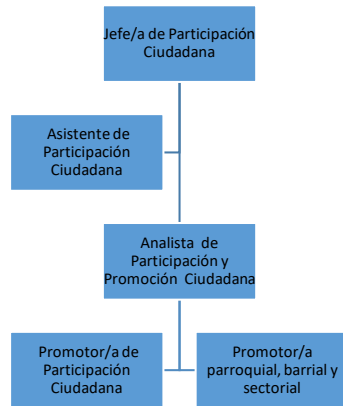 Jefe/a de Participación
Ciudadana
Asistente de
Participación
Ciudadana
Analista de
Participación y
Promoción Ciudadana
Promotor/a de
Participación
Ciudadana
Promotor/a
parroquial, barrial y
sectorial